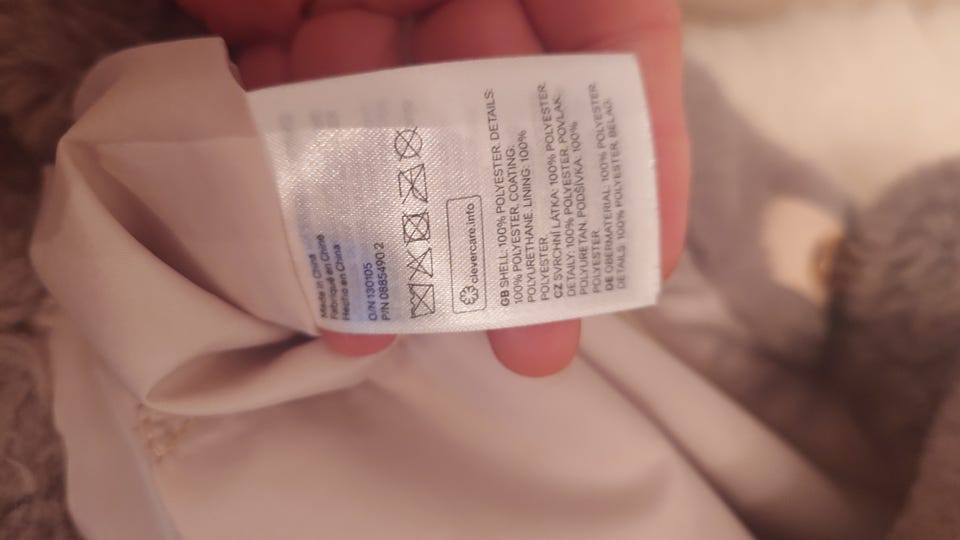 Made in China
Fabriqué en Chine
Hecho en China
O/N 130105
P/N 0885490 2
clevercare.info
GB SHELL: 100% POLYESTER. DETAILS:
100% POLYESTER, COATING:
POLYURETHANE. LINING: 100%
POLYESTER
CZ SVRCHNÍ LÁTKA: 100% POLYESTER.
DETAILY: 100% POLYESTER, POVLAK:
POLYURETAN. PODŠÍVKA: 100%
POLYESTER
DE OBERMATERIAL: 100% POLYESTER.
DETAILS: 100% POLYESTER, BELAG: